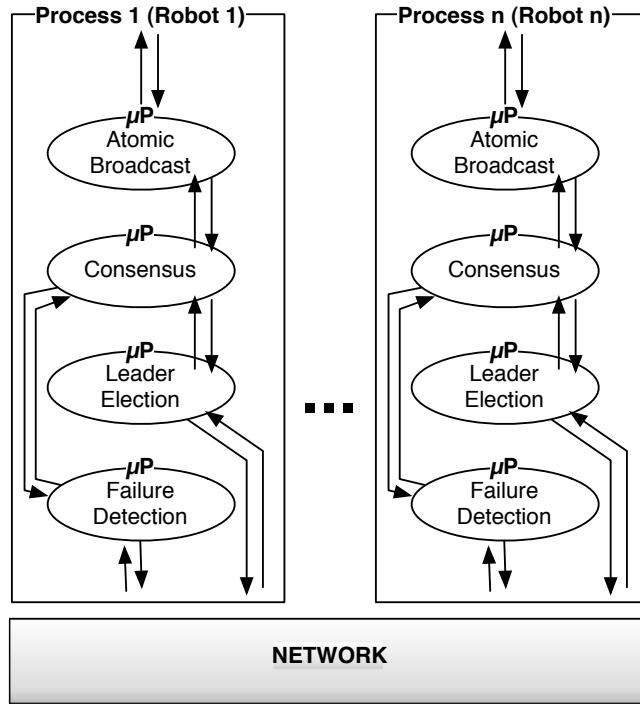 Process 1 (Robot 1)
μP
Atomic
Broadcast
μP
Consensus
μP
Leader
Election
μP
Failure
Detection
Process n (Robot n)
μP
Atomic
Broadcast
μP
Consensus
μP
Leader
Election
μP
Failure
Detection
NETWORK